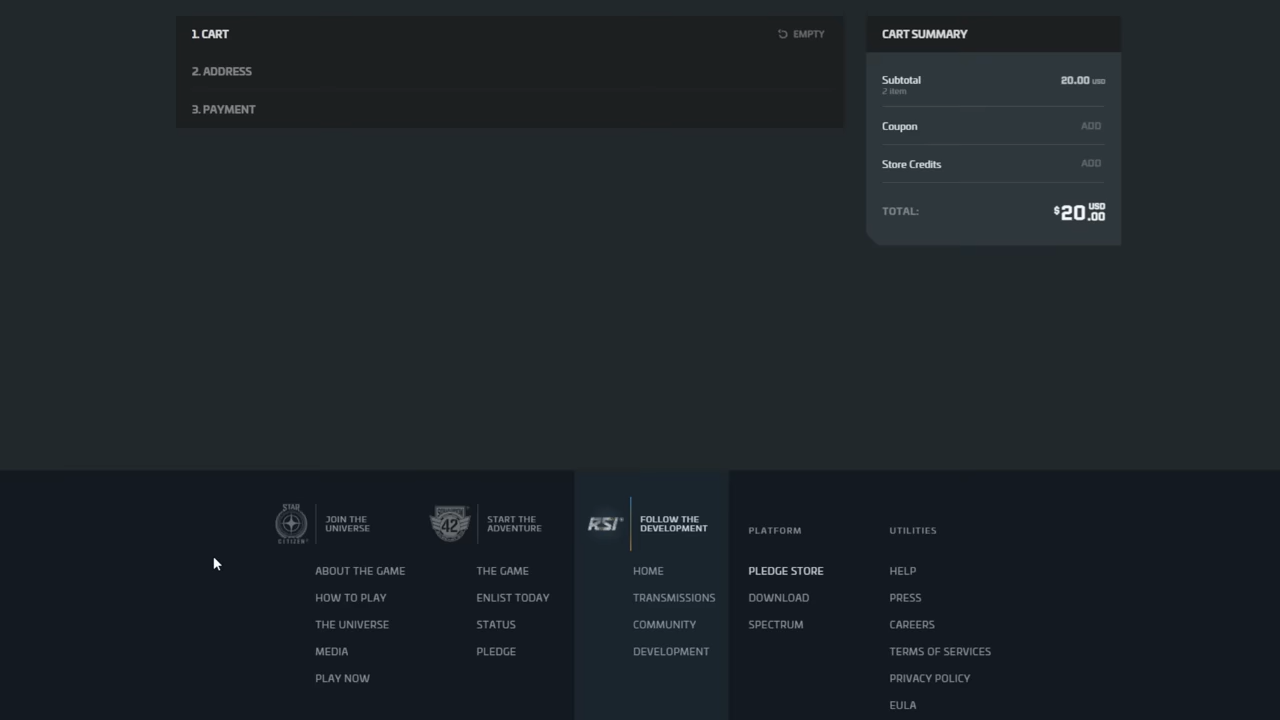 1. CART
EMPTY
2. ADDRESS
3. PAYMENT
CART SUMMARY
Subtotal
20.00 USD
2 item
Coupon
ADD
Store Credits
ADD
TOTAL:
$20.00 USD
STAR
CITIZEN
JOIN THE
UNIVERSE
ABOUT THE GAME
HOW TO PLAY
THE UNIVERSE
MEDIA
PLAY NOW
42
START THE
ADVENTURE
THE GAME
ENLIST TODAY
STATUS
PLEDGE
RSI
FOLLOW THE
DEVELOPMENT
HOME
TRANSMISSIONS
COMMUNITY
DEVELOPMENT
PLATFORM
PLEDGE STORE
DOWNLOAD
SPECTRUM
UTILITIES
HELP
PRESS
CAREERS
TERMS OF SERVICES
PRIVACY POLICY
EULA